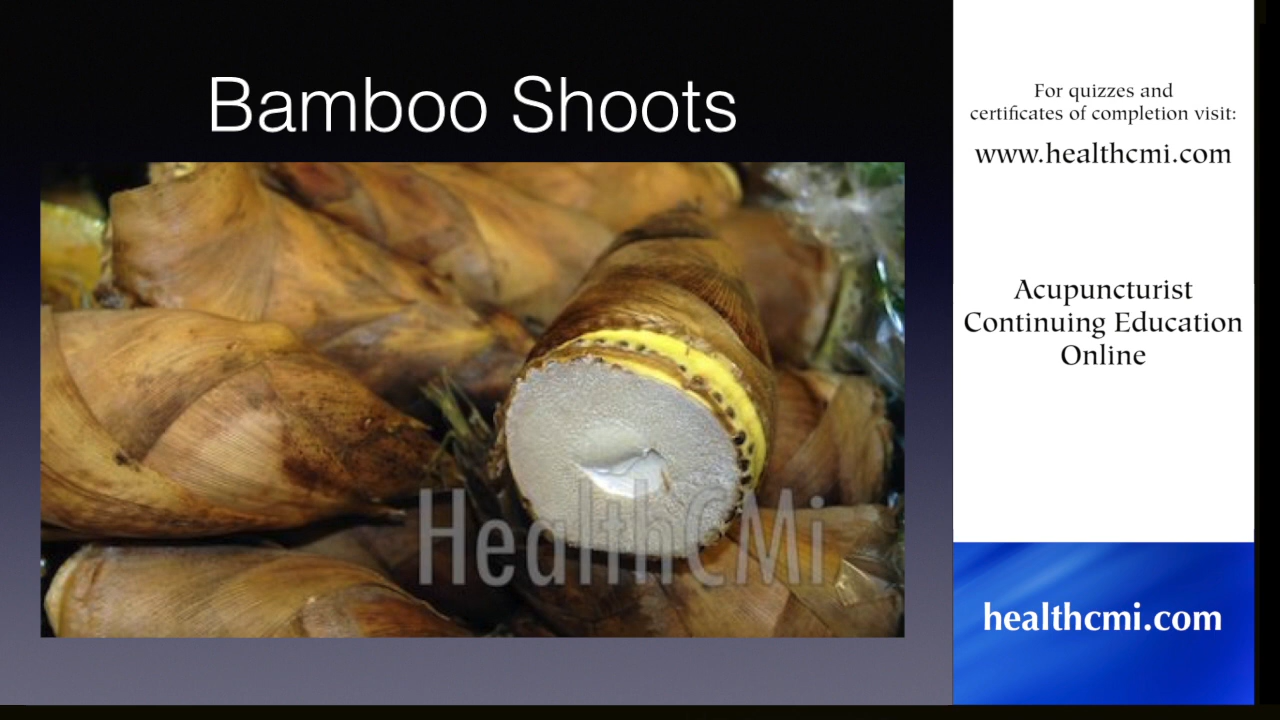 Bamboo Shoots
HealthCMi
For quizzes and
certificates of completion visit:
www.healthcmi.com
Acupuncturist
Continuing Education
Online
healthcmi.com